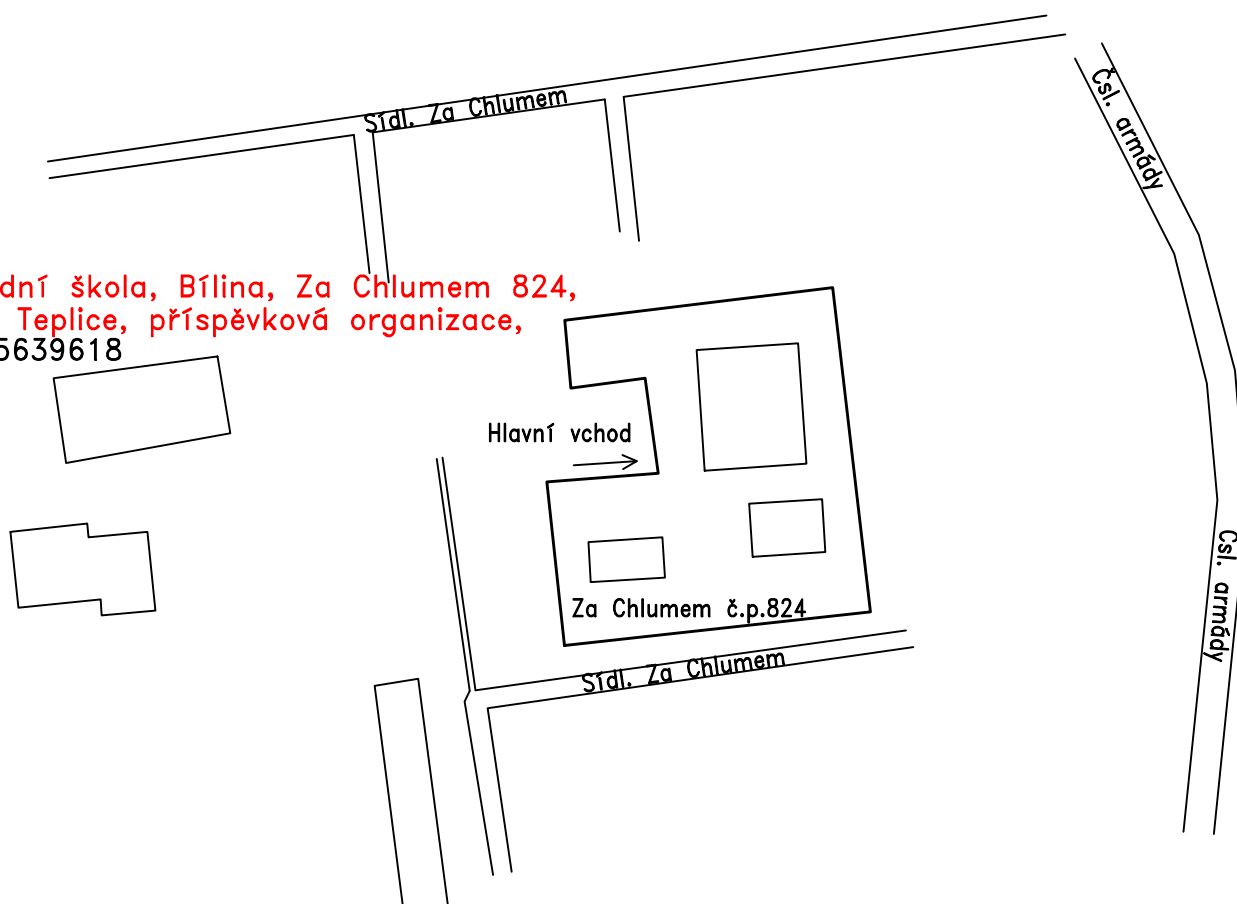 Sídl. Za Chlumem
Čsl. armády
dní škola, Bílina, Za Chlumem 824,
Teplice, příspěvková organizace,
5639618
Hlavní vchod
Za Chlumem č.p.824
Sídl. Za Chlumem
Čsl. armády